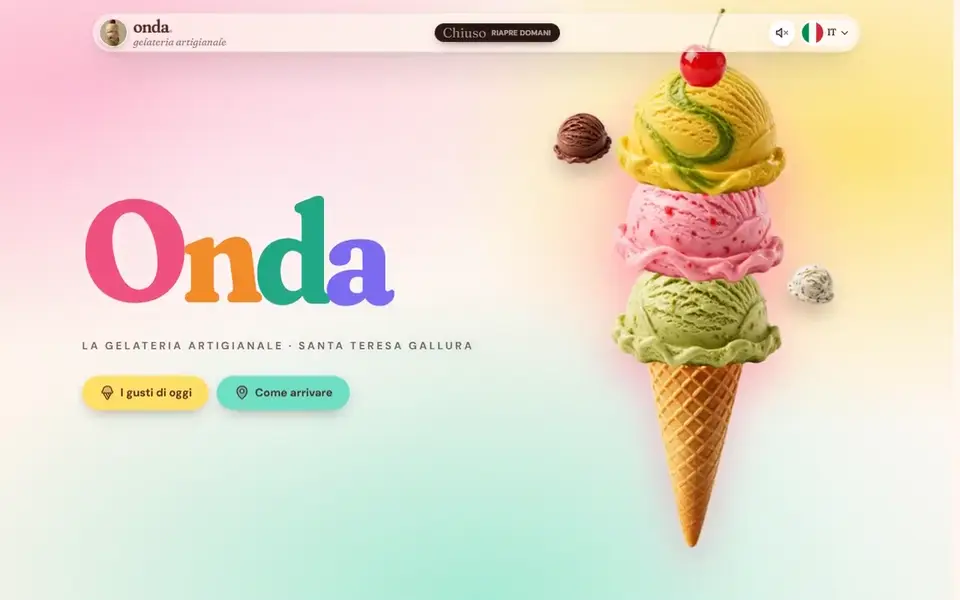 onda.
gelateria artigianale
Chiuso RIAPRE DOMANI
IT
Onda
LA GELATERIA ARTIGIANALE · SANTA TERESA GALLURA
I gusti di oggi
Come arrivare